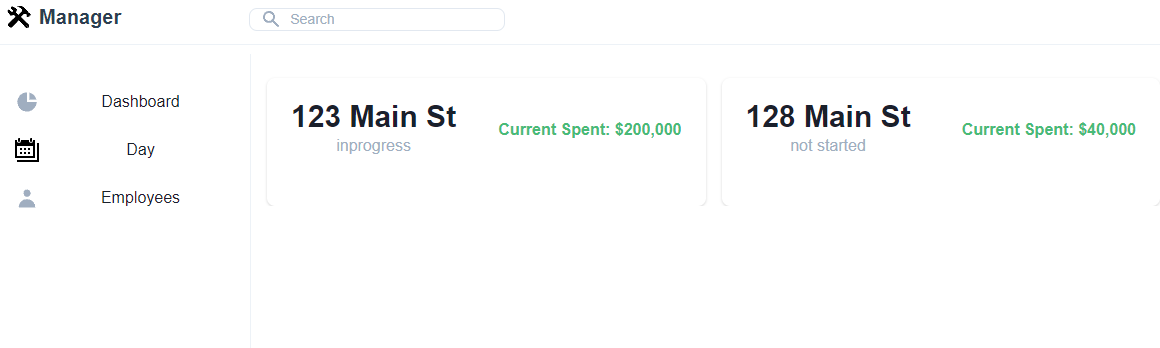 Manager
Search
Dashboard
Day
Employees
123 Main St
inprogress
Current Spent: $200,000
128 Main St
not started
Current Spent: $40,000